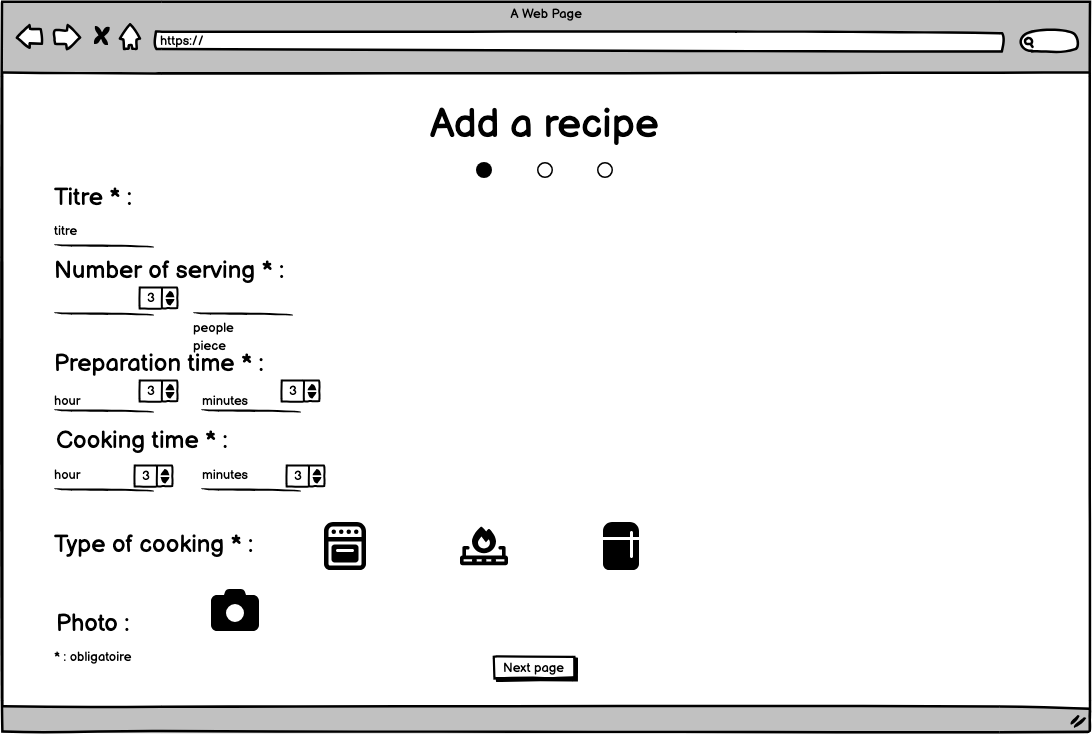 A Web Page
https://
Add a recipe
Titre * :
titre
Number of serving * :
3
people
piece
Preparation time * :
hour 3 minutes 3
Cooking time * :
hour 3 minutes 3
Type of cooking * :
Photo :
* : obligatoire
Next page